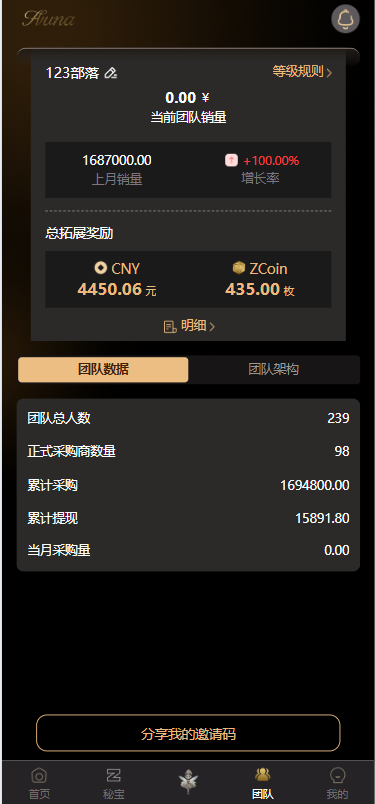 Auna
123部落
等级规则
0.00 ¥
当前团队销量
1687000.00
+100.00%
上月销量
增长率
总拓展奖励
CNY
ZCoin
4450.06 元
435.00 枚
明细
团队数据
团队架构
团队总人数
239
正式采购商数量
98
累计采购
1694800.00
累计提现
15891.80
当月采购量
0.00
分享我的邀请码
首页
秘宝
团队
我的